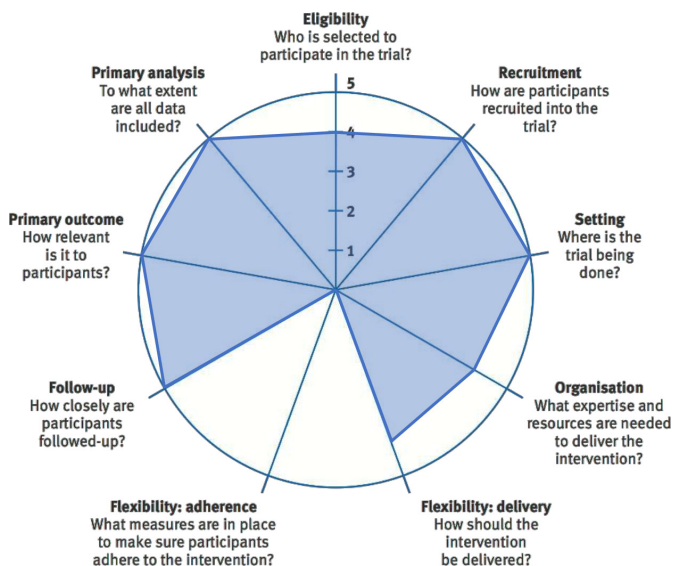 Eligibility
Who is selected to
participate in the trial?
Primary analysis
To what extent
are all data
included?
Recruitment
How are participants
recruited into the
trial?
5
4
3
2
1
Primary outcome
How relevant
is it to
participants?
Setting
Where is the
trial being
done?
Follow-up
How closely are
participants
followed-up?
Organisation
What expertise and
resources are needed
to deliver the
intervention?
Flexibility: adherence
What measures are in place
to make sure participants
adhere to the intervention?
Flexibility: delivery
How should the
intervention
be delivered?